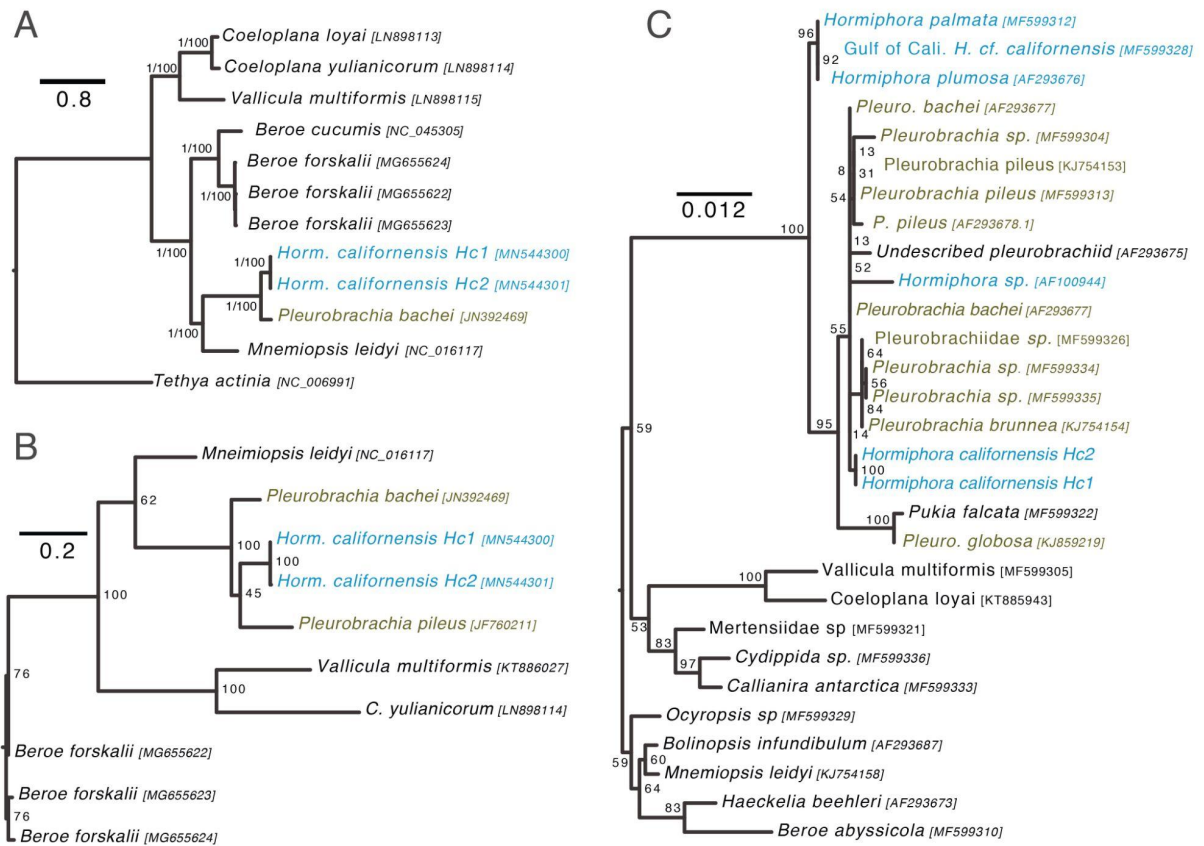 A
Coeloplana loyai [LN898113]
1/100
Coeloplana yulianicorum [LN898114]
1/100
0.8
Vallicula multiformis [LN898115]
Beroe cucumis [NC_045305]
1/100
Beroe forskalii [MG655624]
Beroe forskalii [MG655622]
1/100
Beroe forskalii [MG655623]
1/100
Horm. californensis Hc1 [MN544300]
1/100
Horm. californensis Hc2 [MN544301]
1/100
Pleurobrachia bachei [JN392469]
1/100
Mnemiopsis leidyi [NC_016117]
Tethya actinia [NC_006991]
B
Mneimiopsis leidyi [NC_016117]
62
Pleurobrachia bachei [JN392469]
0.2
100
Horm. californensis Hc1 [MN544300]
100
Horm. californensis Hc2 [MN544301]
100
45
Pleurobrachia pileus [JF760211]
Vallicula multiformis [KT886027]
76
100
C. yulianicorum [LN898114]
Beroe forskalii [MG655622]
Beroe forskalii [MG655623]
76
Beroe forskalii [MG655624]
C
Hormiphora palmata [MF599312]
96
Gulf of Cali. H. cf. californensis [MF599328]
92
Hormiphora plumosa [AF293676]
Pleuro. bachei [AF293677]
Pleurobrachia sp. [MF599304]
13
Pleurobrachia pileus [KJ754153]
8
31
0.012
54
Pleurobrachia pileus [MF599313]
P. pileus [AF293678.1]
100
13
Undescribed pleurobrachiid [AF293675]
52
Hormiphora sp. [AF100944]
Pleurobrachia bachei [AF293677]
55
Pleurobrachiidae sp. [MF599326]
64
Pleurobrachia sp. [MF599334]
56
Pleurobrachia sp. [MF599335]
84
59
95
Pleurobrachia brunnea [KJ754154]
14
Hormiphora californensis Hc2
100
Hormiphora californensis Hc1
Pukia falcata [MF599322]
100
Pleuro. globosa [KJ859219]
Vallicula multiformis [MF599305]
100
Coeloplana loyai [KT885943]
53
Mertensiidae sp [MF599321]
83
Cydippida sp. [MF599336]
97
Callianira antarctica [MF599333]
Ocyropsis sp [MF599329]
Bolinopsis infundibulum [AF293687]
59
60
Mnemiopsis leidyi [KJ754158]
64
Haeckelia beehleri [AF293673]
83
Beroe abyssicola [MF599310]